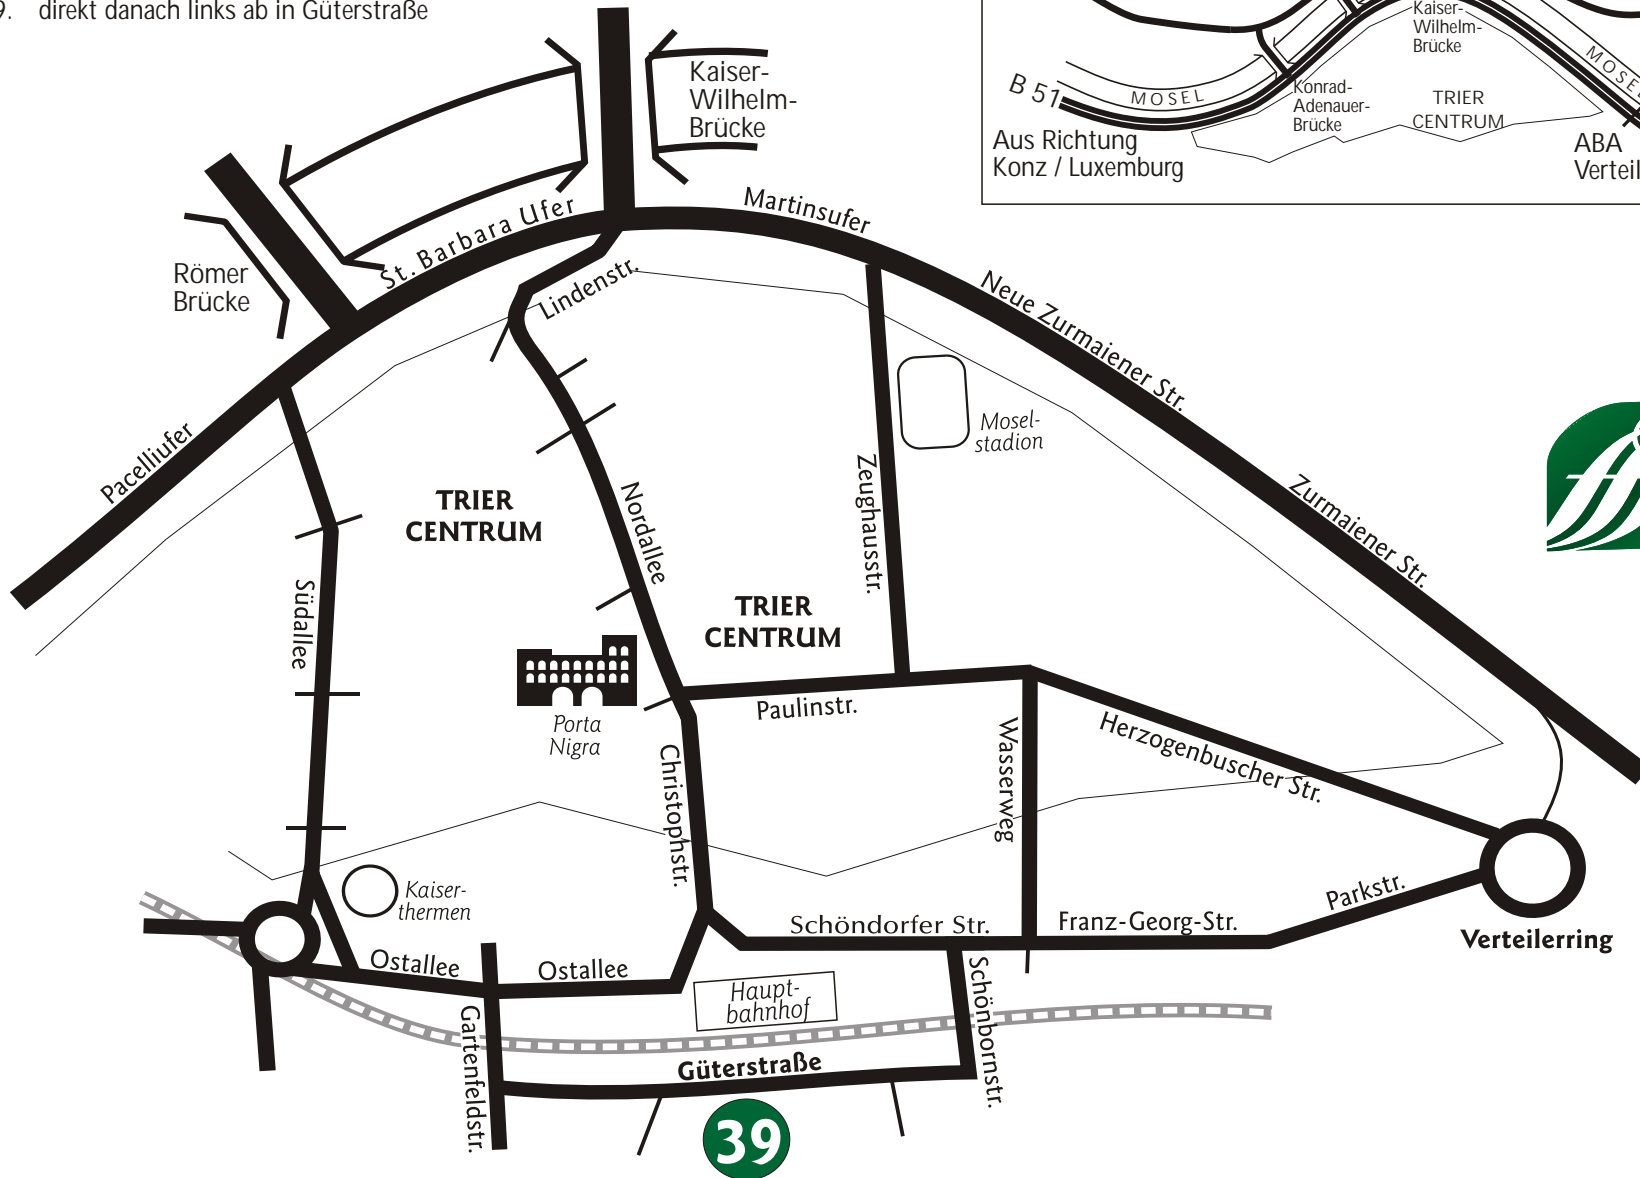 9. direkt danach links ab in Güterstraße
Kaiser-
Wilhelm-
Brücke
MOSEL
B 51
MOSEL
Konrad-
Adenauer-
Brücke
TRIER
CENTRUM
Aus Richtung
Konz / Luxemburg
ABA
Verteil
Kaiser-
Wilhelm-
Brücke
Martinsufer
St. Barbara Ufer
Römer
Brücke
Lindenstr.
Neue Zurmaiener Str.
Pacelliufer
Mosel-
stadion
Zeughausstr.
Zurmaiener Str.
TRIER
CENTRUM
Nordallee
Südallee
TRIER
CENTRUM
Porta
Nigra
Paulinstr.
Christophstr.
Wasserweg
Herzogenbuscher Str.
Kaiser-
thermen
Schöndorfer Str.
Franz-Georg-Str.
Parkstr.
Verteilerring
Ostallee
Ostallee
Haupt-
bahnhof
Schönbornstr.
Gartenfeldstr.
Güterstraße
39